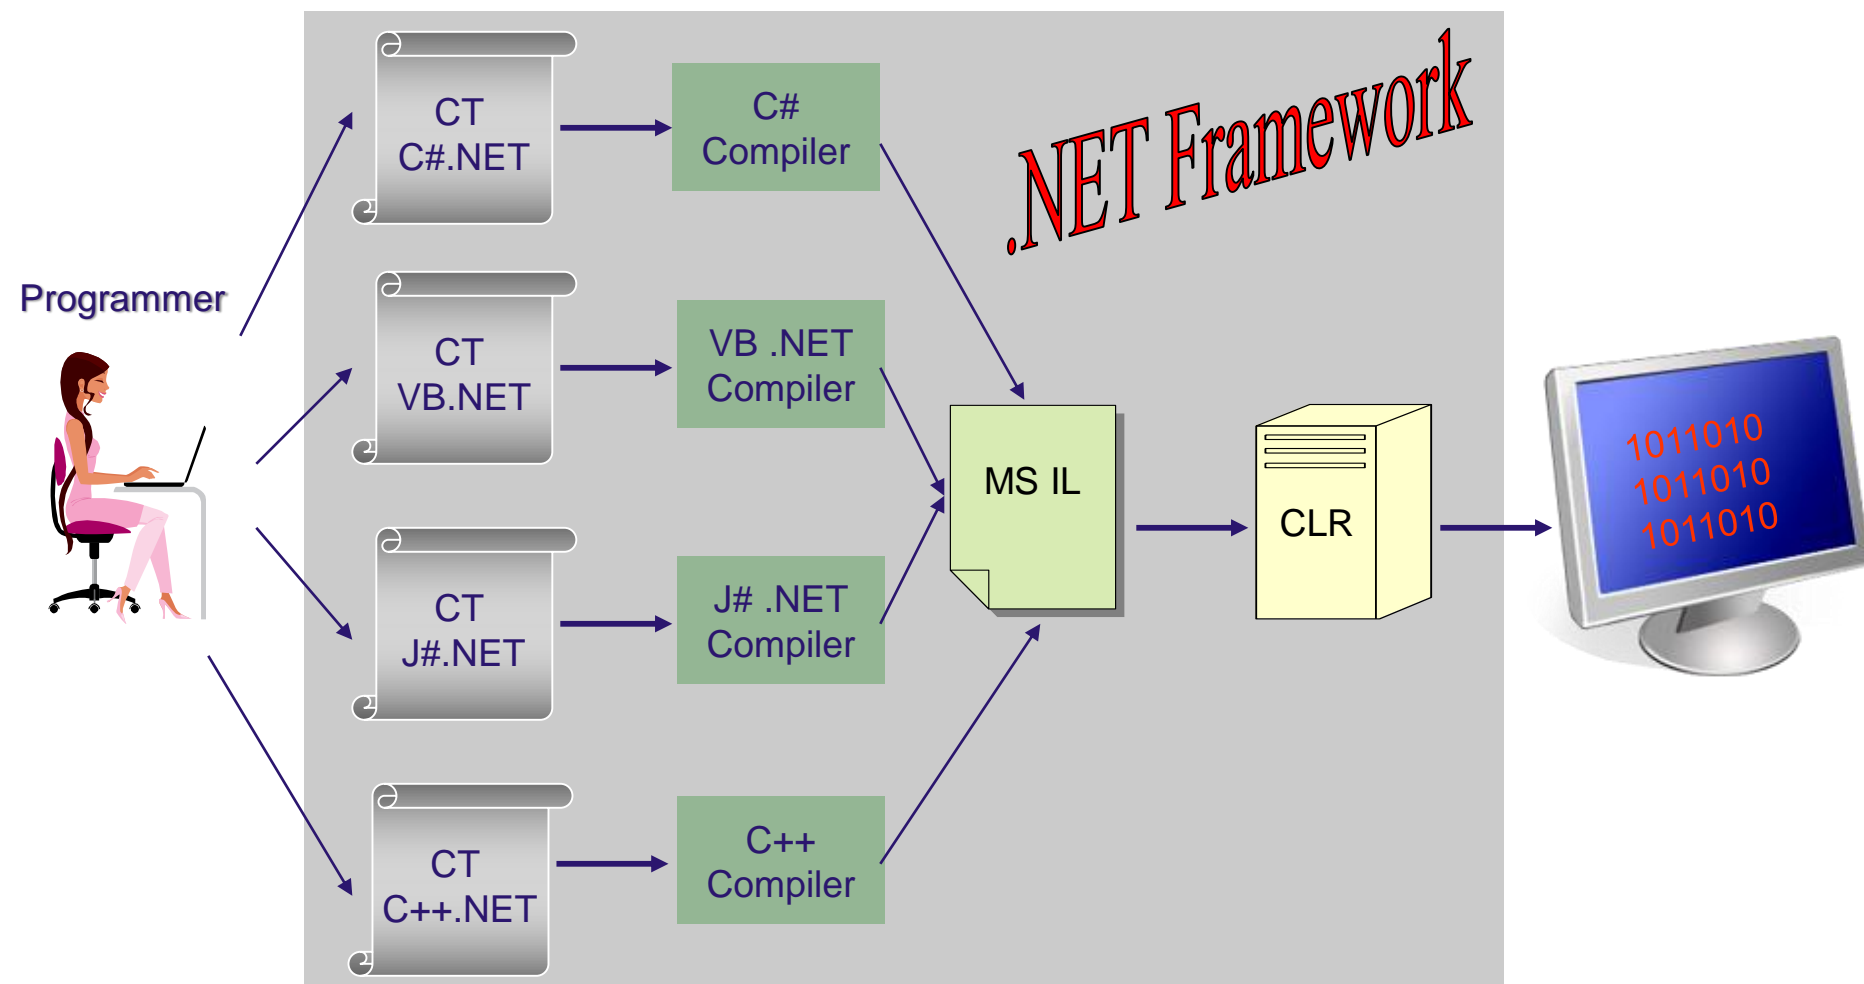 Programmer
CT
C#.NET
C#
Compiler
.NET Framework
CT
VB.NET
VB .NET
Compiler
CT
J#.NET
J# .NET
Compiler
CT
C++.NET
C++
Compiler
MS IL
CLR
1011010
1011010
1011010